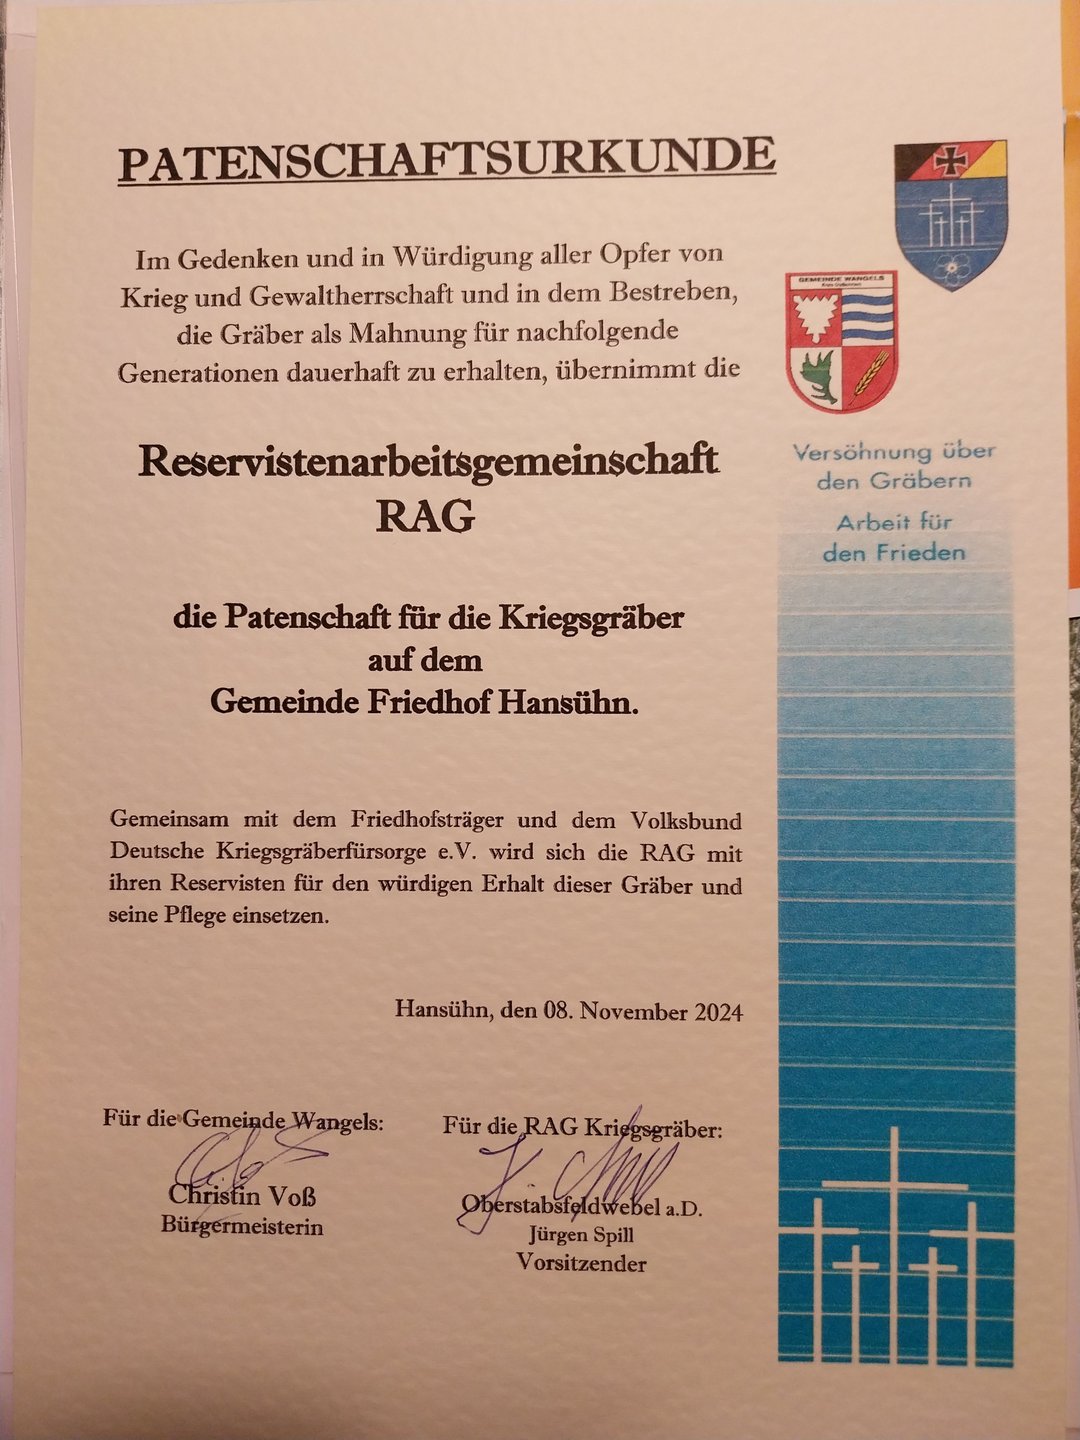 PATENSCHAFTSURKUNDE
Im Gedenken und in Würdigung aller Opfer von
Krieg und Gewaltherrschaft und in dem Bestreben,
die Gräber als Mahnung für nachfolgende
Generationen dauerhaft zu erhalten, übernimmt die
Reservistenarbeitsgemeinschaft
RAG
die Patenschaft für die Kriegsgräber
auf dem
Gemeinde Friedhof Hansühn.
Gemeinsam mit dem Friedhofsträger und dem Volksbund
Deutsche Kriegsgräberfürsorge e.V. wird sich die RAG mit
ihren Reservisten für den würdigen Erhalt dieser Gräber und
seine Pflege einsetzen.
Hansühn, den 08. November 2024
Für die Gemeinde Wangels:
Christin Voß
Bürgermeisterin
Für die RAG Kriegsgräber:
Oberstabsfeldwebel a.D.
Jürgen Spill
Vorsitzender
GEMEINDE WANGELS
Versöhnung über
den Gräbern
Arbeit für
den Frieden